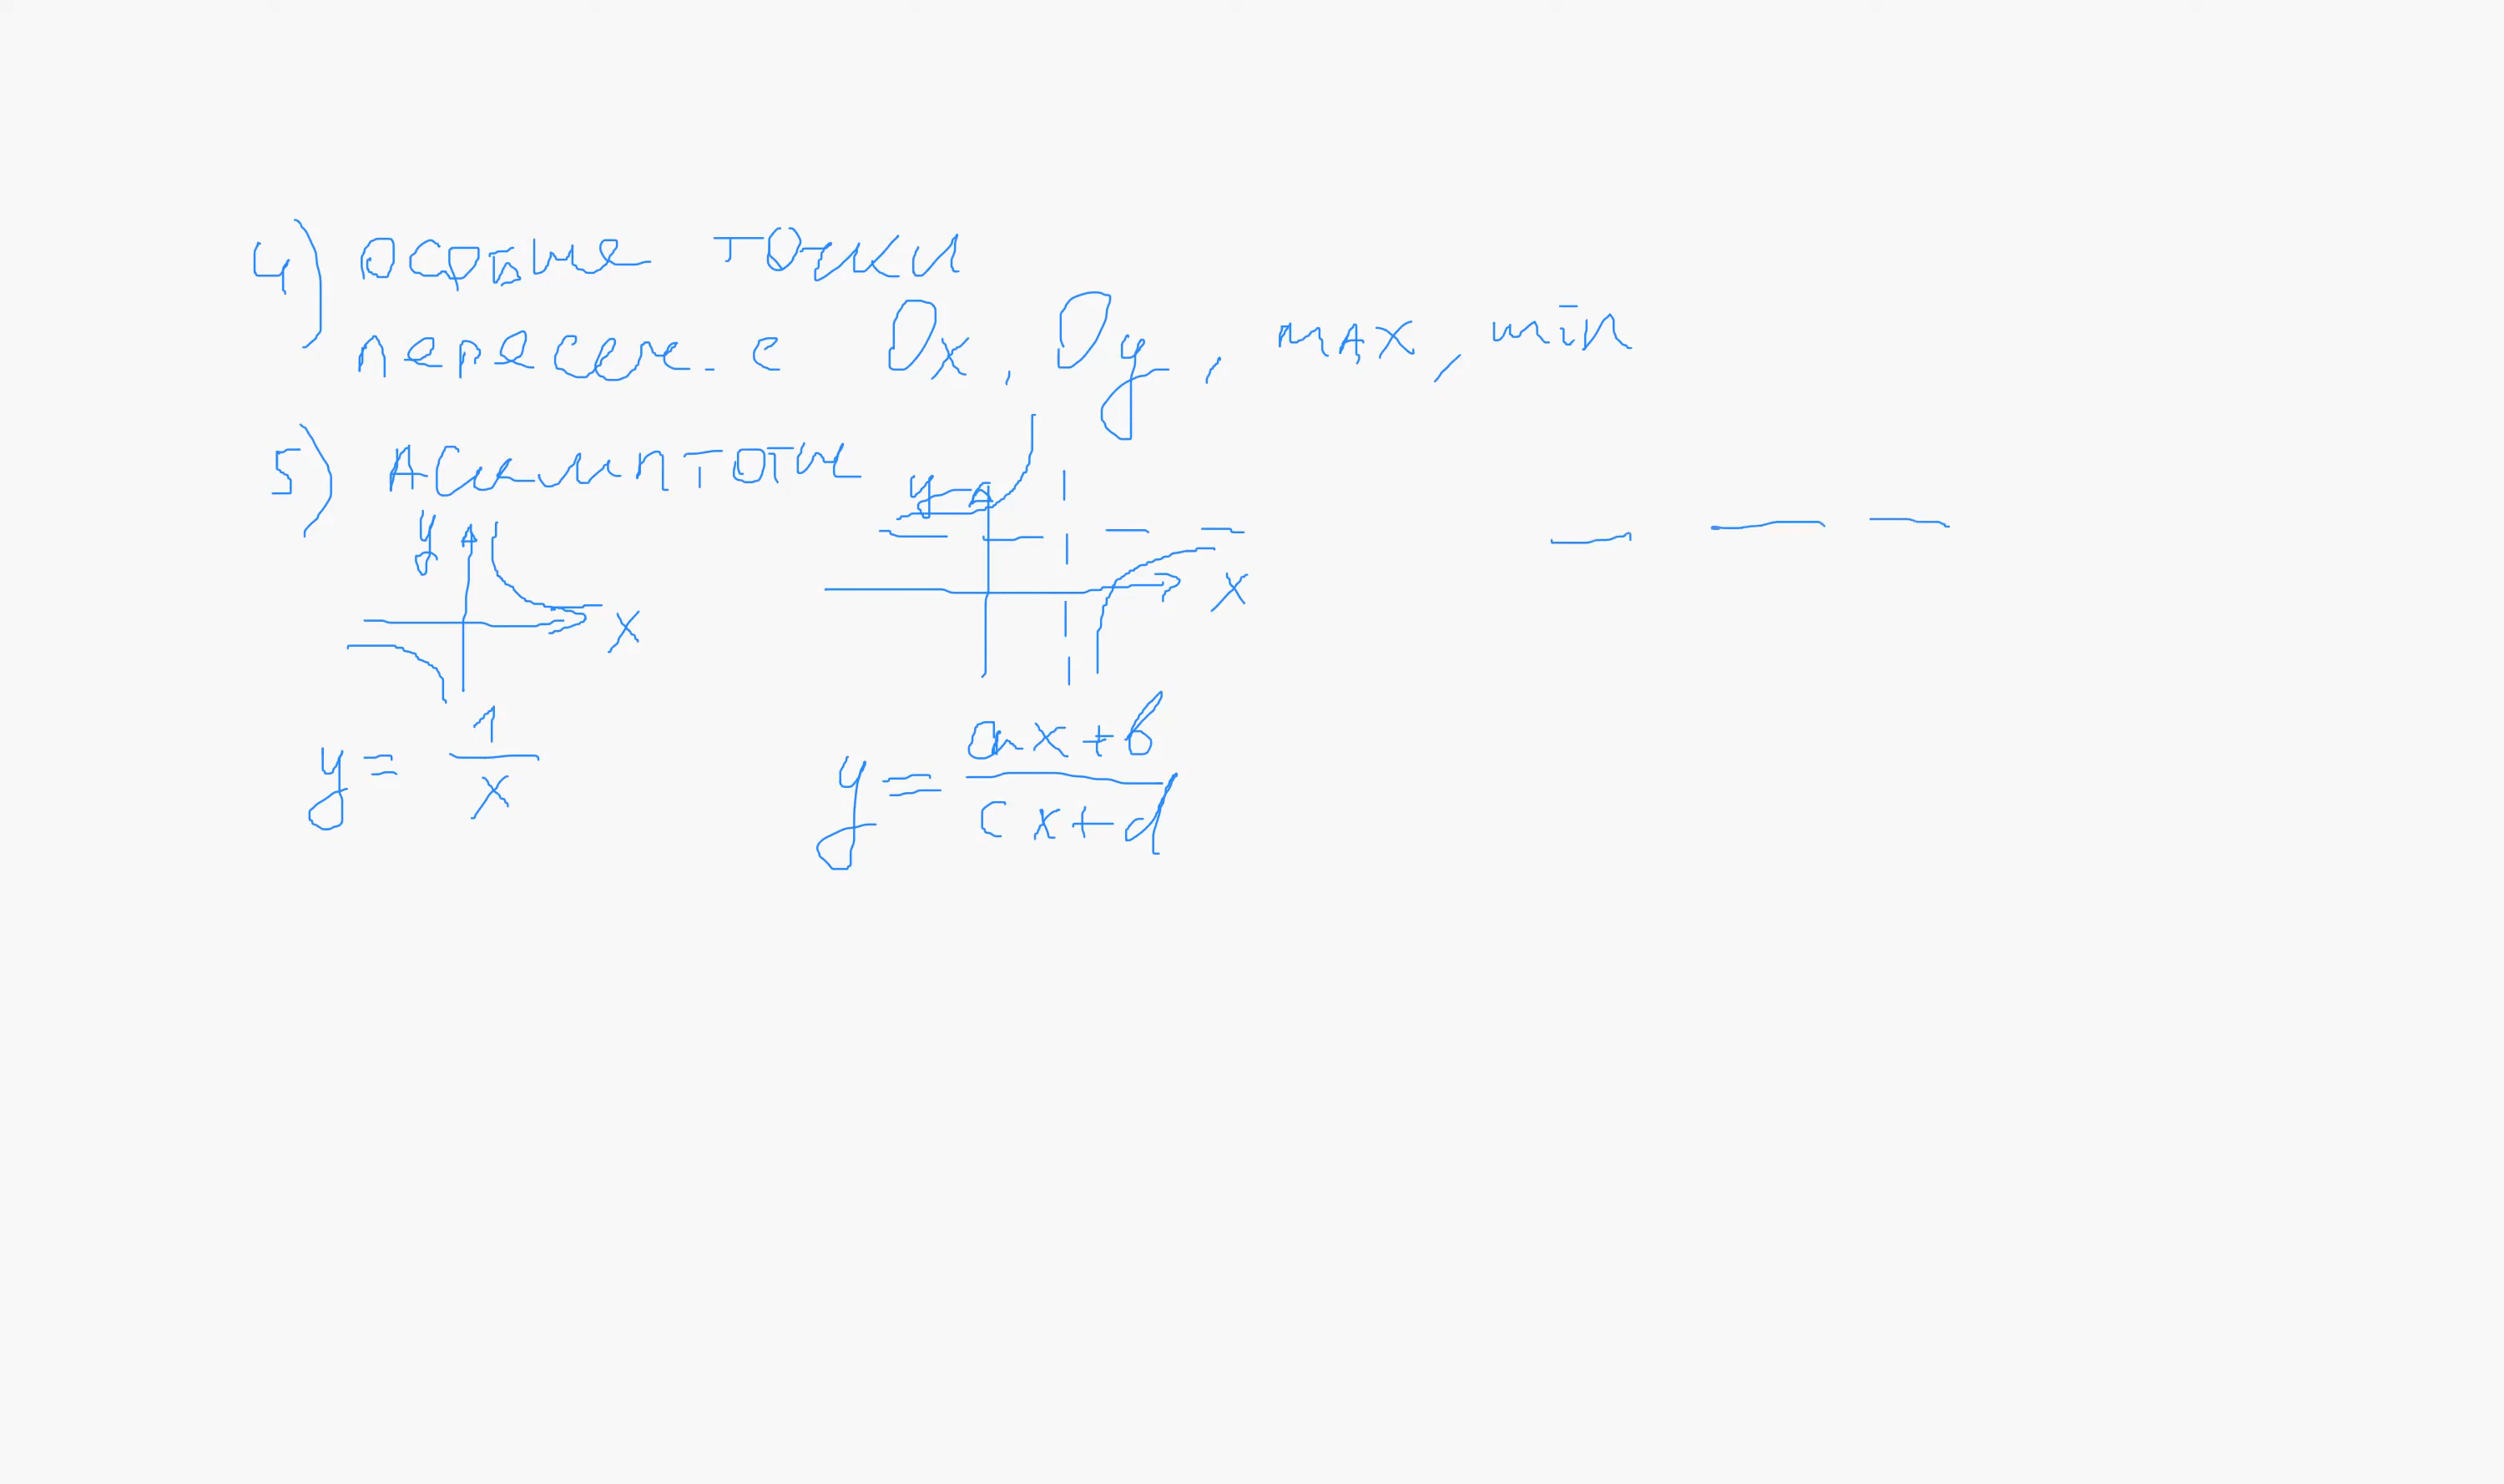 4) Особые точки
пересеч. с Ox, Oy, max, min
5) Асимптоты
y
x
y
x
y = 1/x
y = ax+b/cx+d